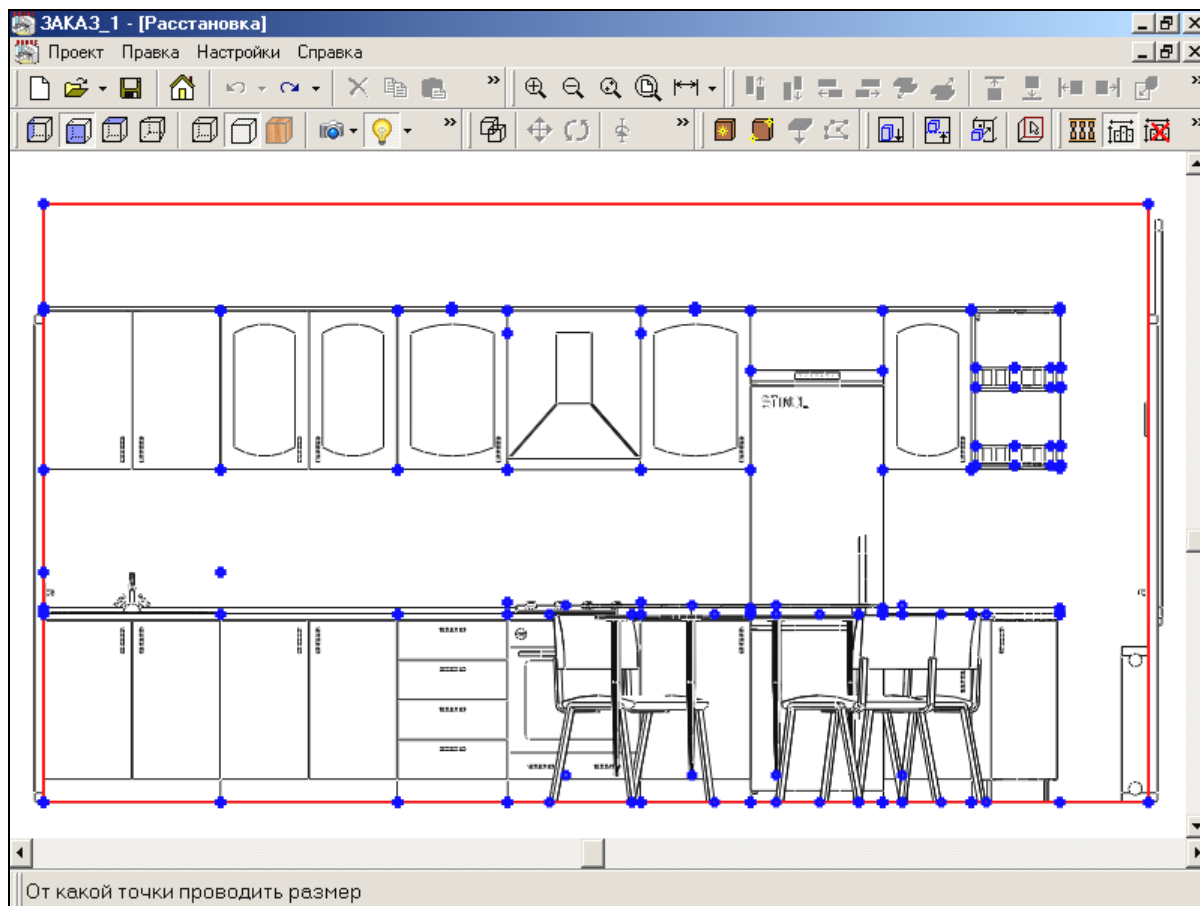 ЗАКАЗ_1 - [Расстановка]
Проект Правка Настройки Справка
От какой точки проводить размер